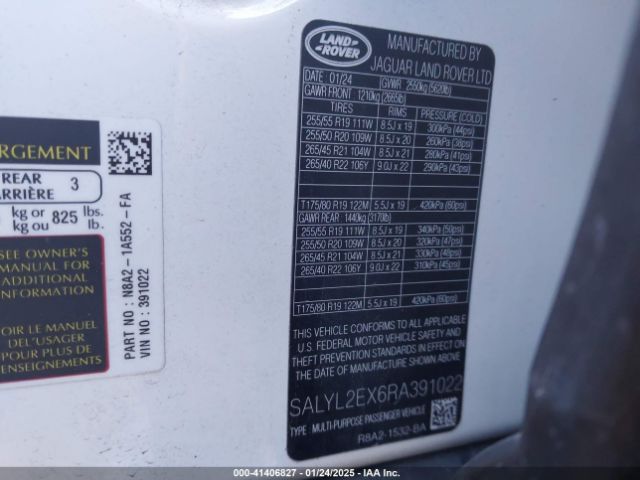 RGEMENT
REAR
RRIÈRE 3
kg or 825 lbs.
kg ou lb.
SEE OWNER'S
MANUAL FOR
ADDITIONAL
INFORMATION
OIR LE MANUEL
DE L'USAGER
POUR PLUS DE
RENSEIGNEMENTS
PART NO : N8A2-1A552-FA
VIN NO : 391022
LAND ROVER
MANUFACTURED BY
JAGUAR LAND ROVER LTD
DATE : 01/24 GVWR 2550kg (5620lb)
GAWR FRONT 1210kg (2665lb)
TIRES RIMS PRESSURE (COLD)
255/55 R19 111W 8.5J x 19 300kPa (44psi)
255/50 R20 109W 8.5J x 20 260kPa (38psi)
265/45 R21 104W 8.5J x 21 280kPa (41psi)
265/40 R22 106Y 9.0J x 22 290kPa (43psi)
T175/80 R19 122M 5.5J x 19 420kPa (60psi)
GAWR REAR 1440kg (3170lb)
255/55 R19 111W 8.5J x 19 340kPa (50psi)
255/50 R20 109W 8.5J x 20 320kPa (47psi)
265/45 R21 104W 8.5J x 21 330kPa (48psi)
265/40 R22 106Y 9.0J x 22 310kPa (45psi)
T175/80 R19 122M 5.5J x 19 420kPa (60psi)
THIS VEHICLE CONFORMS TO ALL APPLICABLE
U.S. FEDERAL MOTOR VEHICLE SAFETY AND
THEFT PREVENTION STANDARDS IN EFFECT ON
THE DATE OF MANUFACTURE SHOWN ABOVE.
SALYL2EX6RA391022
TYPE: MULTI-PURPOSE PASSENGER VEHICLE
R8A2-1532-BA
000-41406827 - 01/24/2025 - IAA Inc.